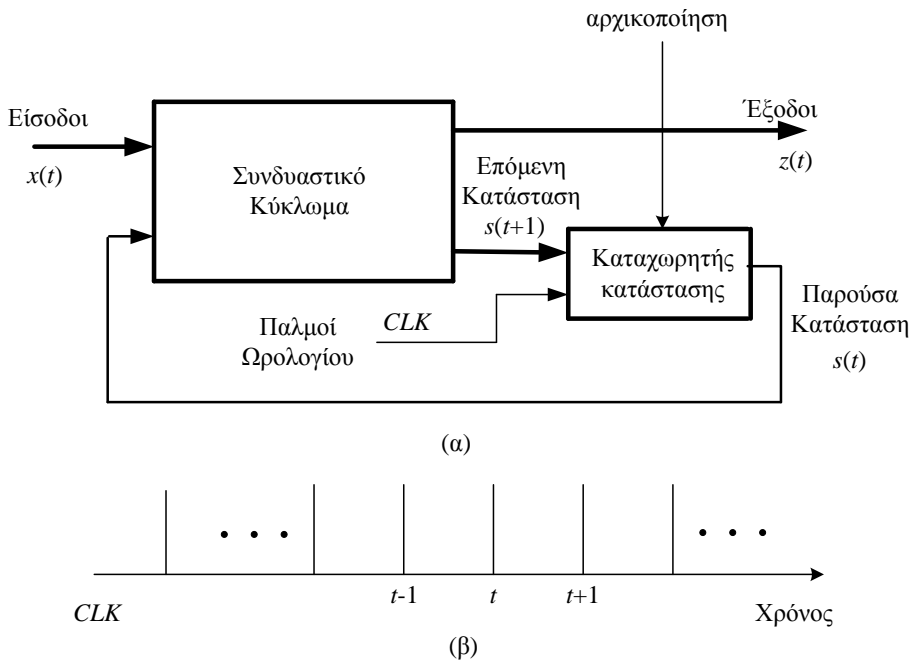 αρχικοποίηση
Είσοδοι
x(t)
Συνδυαστικό
Κύκλωμα
Έξοδοι
z(t)
Επόμενη
Κατάσταση
s(t+1)
Καταχωρητής
κατάστασης
Παλμοί
Ωρολογίου
CLK
Παρούσα
Κατάσταση
s(t)
(α)
t-1 t t+1
CLK
Χρόνος
(β)